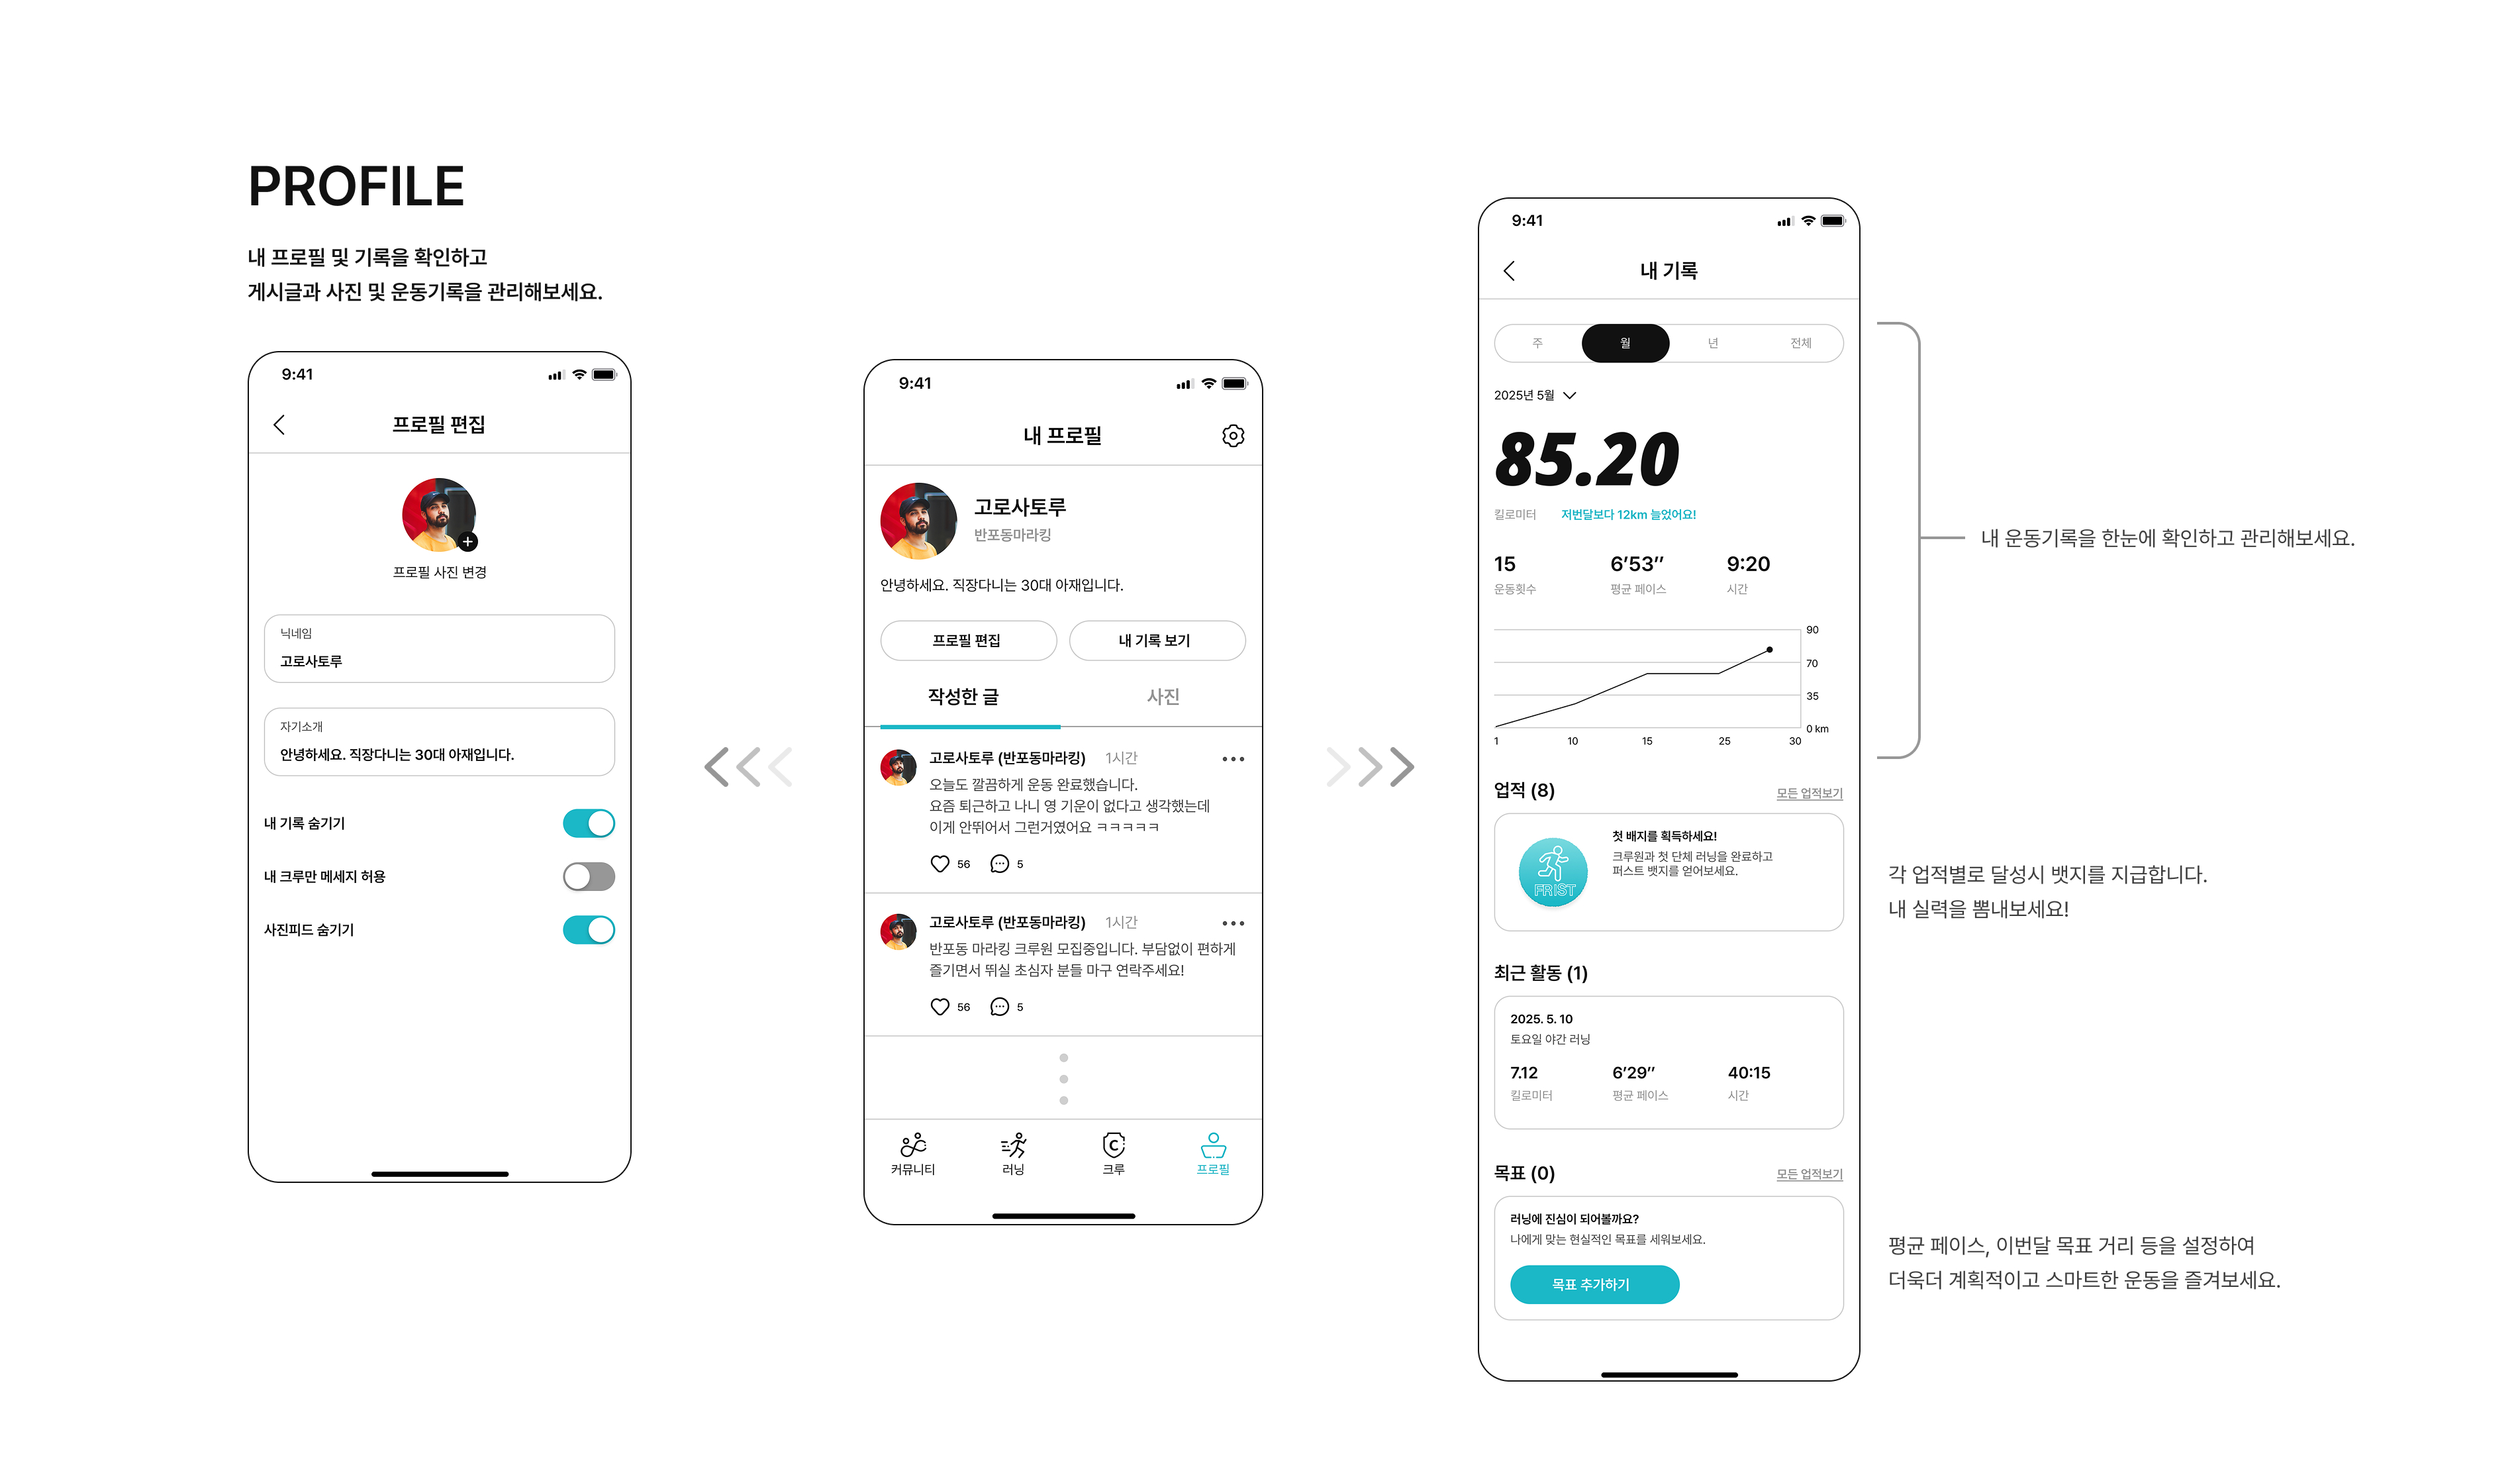 PROFILE
내 프로필 및 기록을 확인하고
게시글과 사진 및 운동기록을 관리해보세요.
9:41
프로필 편집
프로필 사진 변경
닉네임
고로사토루
자기소개
안녕하세요. 직장다니는 30대 아재입니다.
내 기록 숨기기
내 크루만 메세지 허용
사진피드 숨기기
9:41
내 프로필
고로사토루
반포동마라킹
안녕하세요. 직장다니는 30대 아재입니다.
프로필 편집
내 기록 보기
작성한 글
사진
고로사토루 (반포동마라킹) 1시간
오늘도 깔끔하게 운동 완료했습니다.
요즘 퇴근하고 나니 영 기운이 없다고 생각했는데
이게 안뛰어서 그런거였어요 ㅋㅋㅋㅋㅋ
56 5
고로사토루 (반포동마라킹) 1시간
반포동 마라킹 크루원 모집중입니다. 부담없이 편하게
즐기면서 뛰실 초심자 분들 마구 연락주세요!
56 5
커뮤니티 러닝 C 크루 프로필
9:41
내 기록
주 월 년 전체
2025년 5월
85.20
킬로미터 저번달보다 12km 늘었어요!
15 6’53’’ 9:20
운동횟수 평균 페이스 시간
90
70
35
0 km
1 10 15 25 30
업적 (8) 모든 업적보기
FRIST
첫 배지를 획득하세요!
크루원과 첫 단체 러닝을 완료하고
퍼스트 뱃지를 얻어보세요.
최근 활동 (1)
2025. 5. 10
토요일 야간 러닝
7.12 6’29’’ 40:15
킬로미터 평균 페이스 시간
목표 (0) 모든 업적보기
러닝에 진심이 되어볼까요?
나에게 맞는 현실적인 목표를 세워보세요.
목표 추가하기
내 운동기록을 한눈에 확인하고 관리해보세요.
각 업적별로 달성시 뱃지를 지급합니다.
내 실력을 뽐내보세요!
평균 페이스, 이번달 목표 거리 등을 설정하여
더욱더 계획적이고 스마트한 운동을 즐겨보세요.